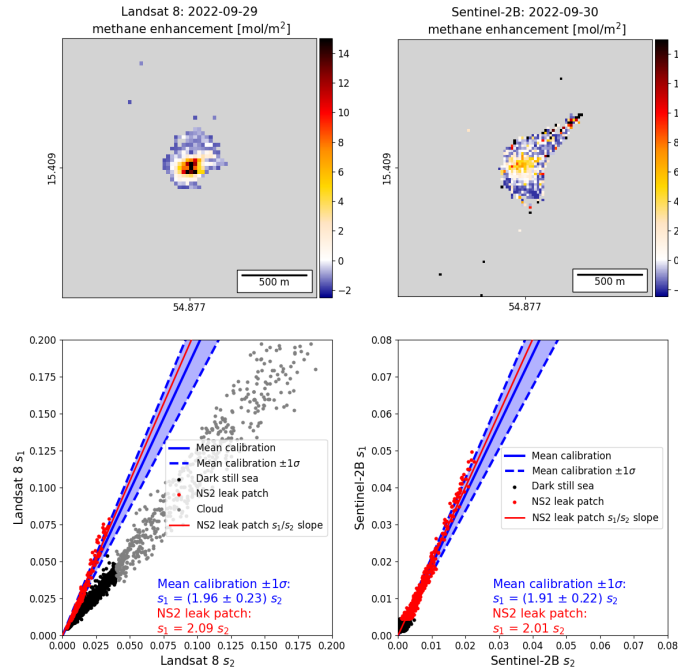 Landsat 8: 2022-09-29
methane enhancement [mol/m²]
14
12
10
8
6
4
2
0
−2
15.409
500 m
54.877
Sentinel-2B: 2022-09-30
methane enhancement [mol/m²]
14
12
10
8
6
4
2
0
−2
15.409
500 m
54.877
0.200
0.175
0.150
0.125
0.100
0.075
0.050
0.025
0.000
Landsat 8 s₁
Mean calibration
Mean calibration ±1σ
Dark still sea
NS2 leak patch
Cloud
NS2 leak patch s₁/s₂ slope
Mean calibration ±1σ:
s₁ = (1.96 ± 0.23) s₂
NS2 leak patch:
s₁ = 2.09 s₂
0.000 0.025 0.050 0.075 0.100 0.125 0.150 0.175 0.200
Landsat 8 s₂
0.08
0.07
0.06
0.05
0.04
0.03
0.02
0.01
0.00
Sentinel-2B s₁
Mean calibration
Mean calibration ±1σ
Dark still sea
NS2 leak patch
NS2 leak patch s₁/s₂ slope
Mean calibration ±1σ:
s₁ = (1.91 ± 0.22) s₂
NS2 leak patch:
s₁ = 2.01 s₂
0.00 0.01 0.02 0.03 0.04 0.05 0.06 0.07 0.08
Sentinel-2B s₂